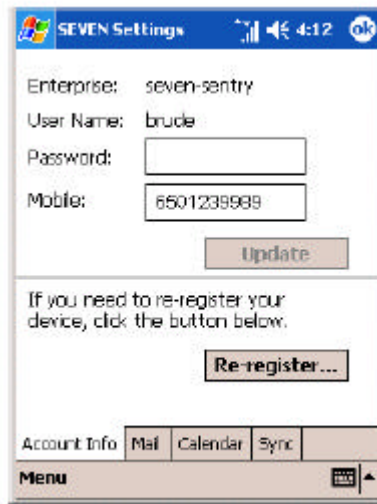 SEVEN Settings 4:12 ok
Enterprise: seven-sentry
User Name: brude
Password:
Mobile: 6501239989
Update
If you need to re-register your
device, click the button below.
Re-register...
Account Info Mail Calendar Sync
Menu